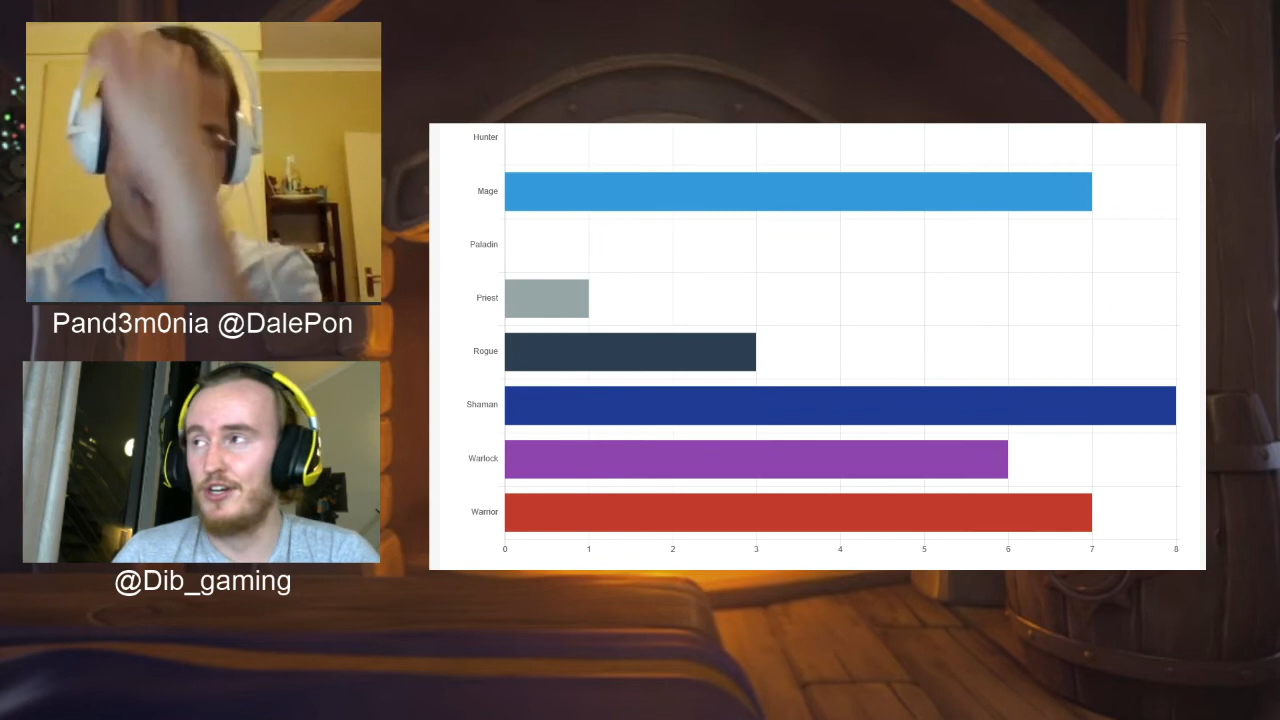 Pand3m0nia @DalePon
@Dib_gaming
Hunter
Mage
Paladin
Priest
Rogue
Shaman
Warlock
Warrior
0 1 2 3 4 5 6 7 8